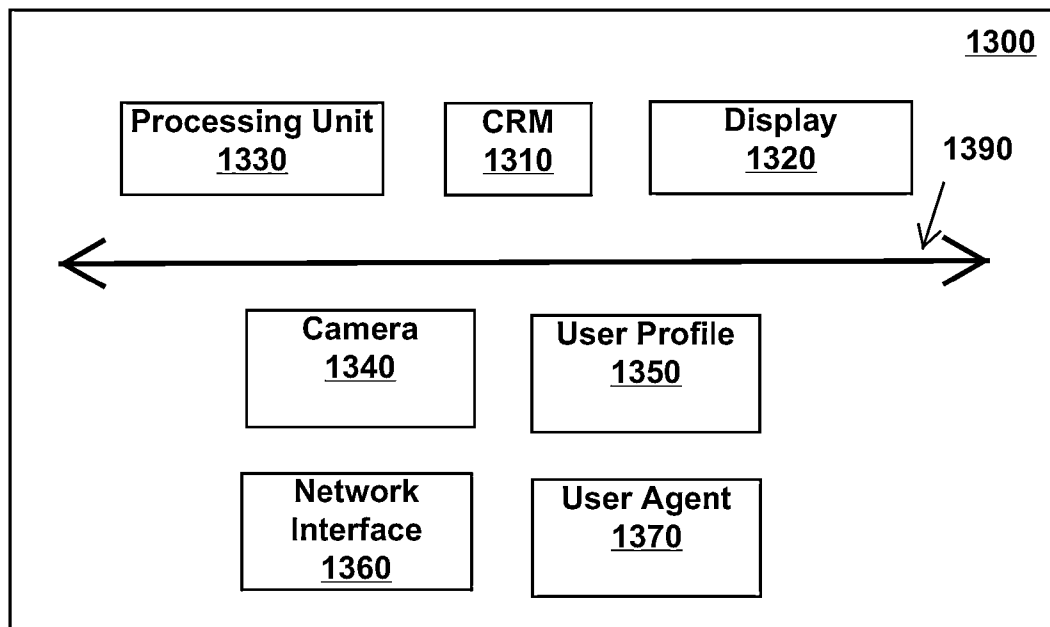 1300
Processing Unit
1330
CRM
1310
Display
1320
1390
Camera
1340
User Profile
1350
Network
Interface
1360
User Agent
1370